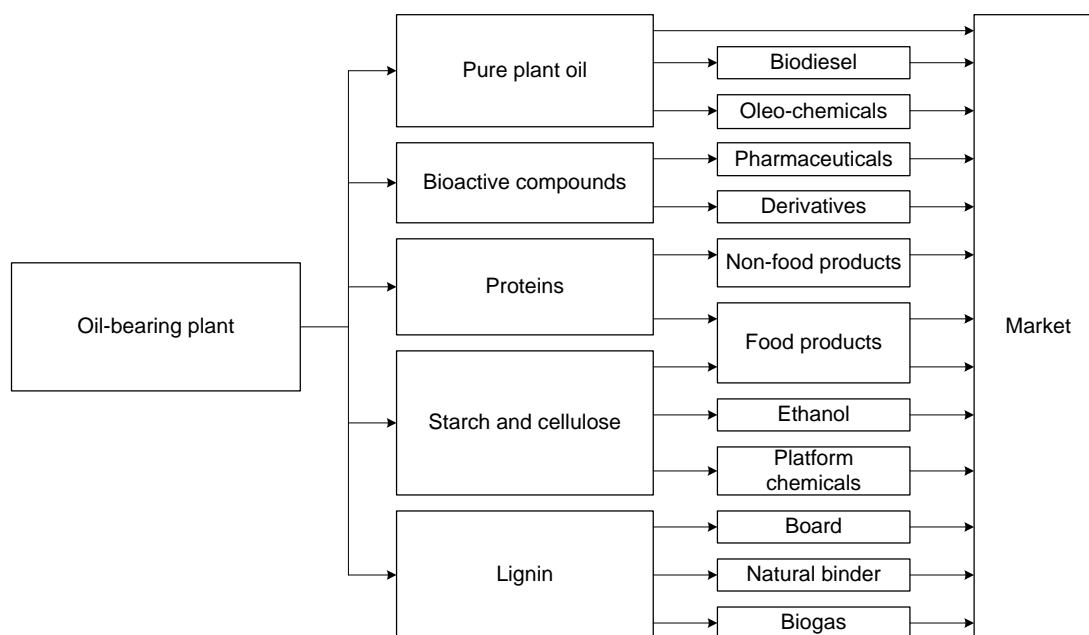 Pure plant oil
Biodiesel
Oleo-chemicals
Bioactive compounds
Pharmaceuticals
Derivatives
Oil-bearing plant
Proteins
Non-food products
Food products
Market
Starch and cellulose
Ethanol
Platform
chemicals
Lignin
Board
Natural binder
Biogas